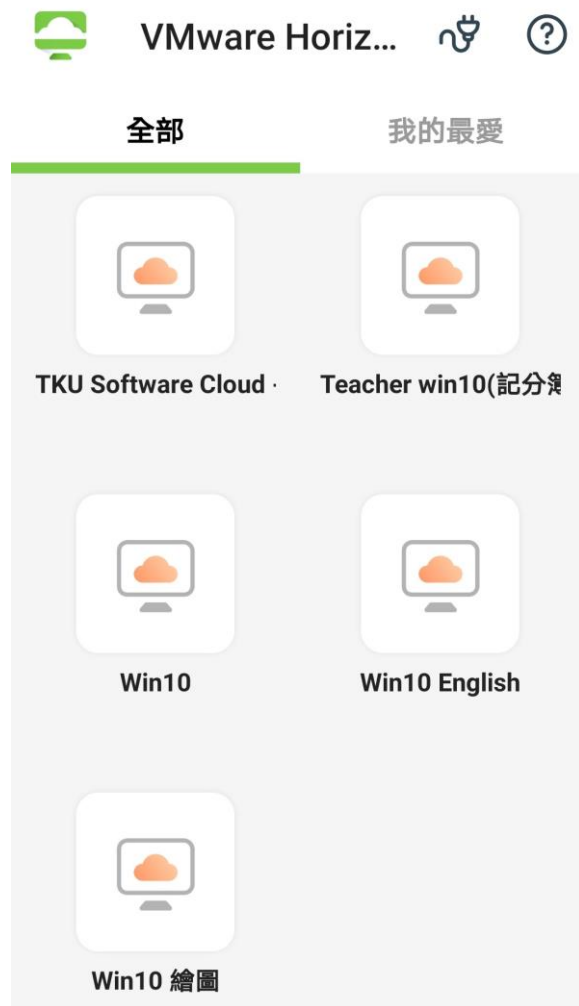 VMware Horiz...
全部 我的最愛
TKU Software Cloud Teacher win10(記分
Win10 Win10 English
Win10 繪圖